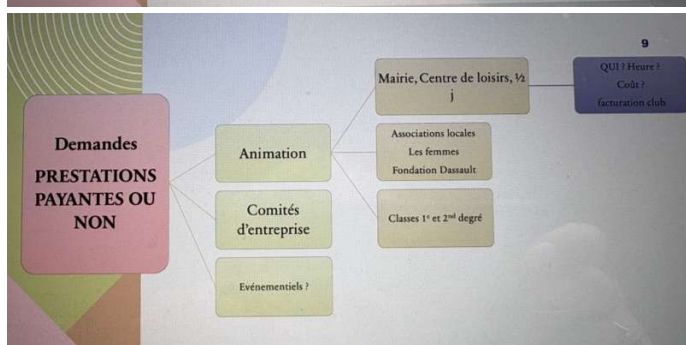 9
Demandes
PRESTATIONS
PAYANTES OU
NON
Animation
Comités
d'entreprise
Evénementiels ?
Mairie, Centre de loisirs, ½
j
Associations locales
Les femmes
Fondation Dassault
Classes 1ᵉ et 2ⁿᵈ degré
QUI ? Heure ?
Coût ?
facturation club